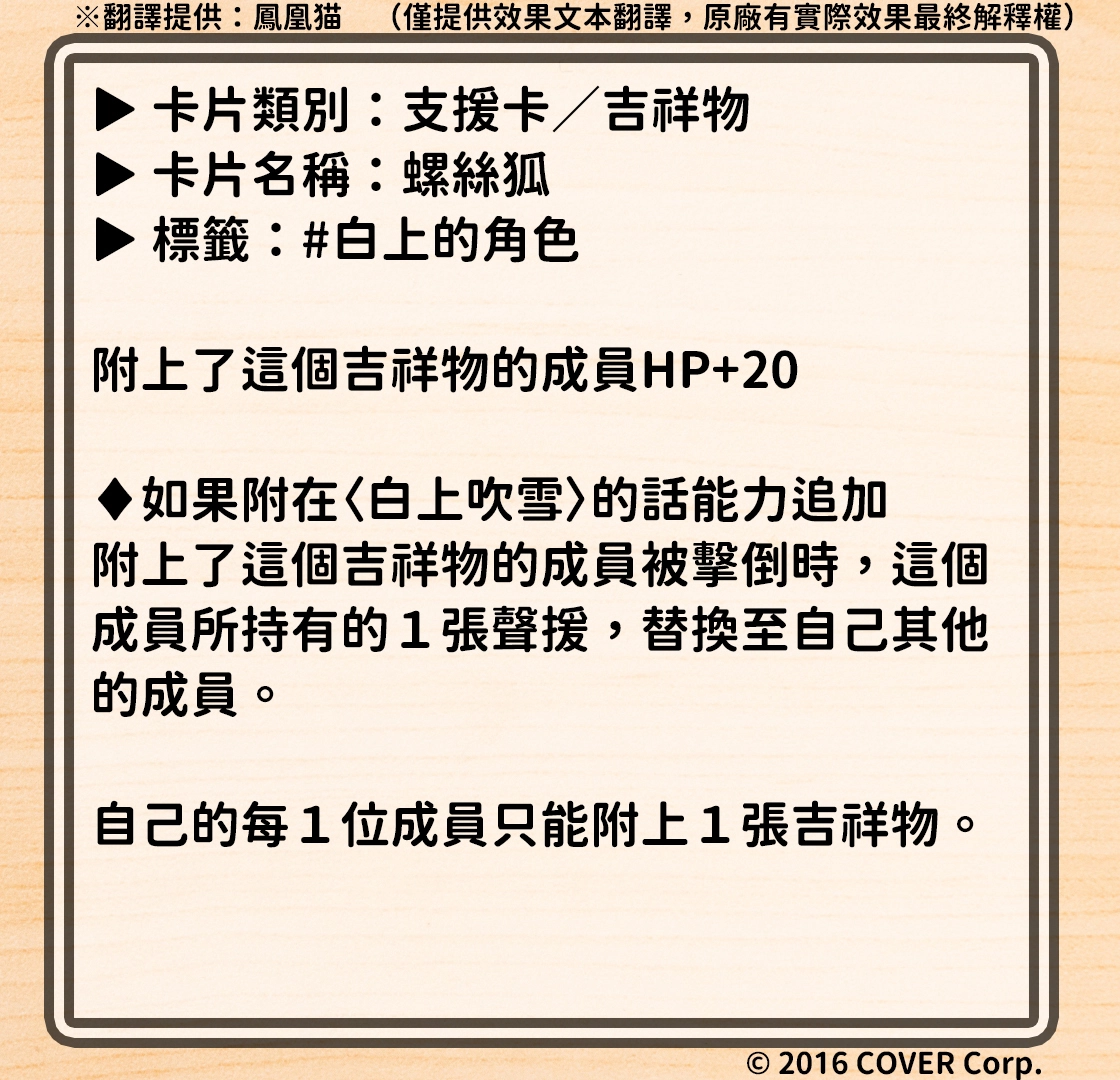 ※翻譯提供：鳳凰猫　（僅提供效果文本翻譯，原廠有實際效果最終解釋權）
▶ 卡片類別：支援卡／吉祥物
▶ 卡片名稱：螺絲狐
▶ 標籤：#白上的角色
附上了這個吉祥物的成員HP+20
♦如果附在〈白上吹雪〉的話能力追加
附上了這個吉祥物的成員被擊倒時，這個
成員所持有的１張聲援，替換至自己其他
的成員。
自己的每１位成員只能附上１張吉祥物。
© 2016 COVER Corp.